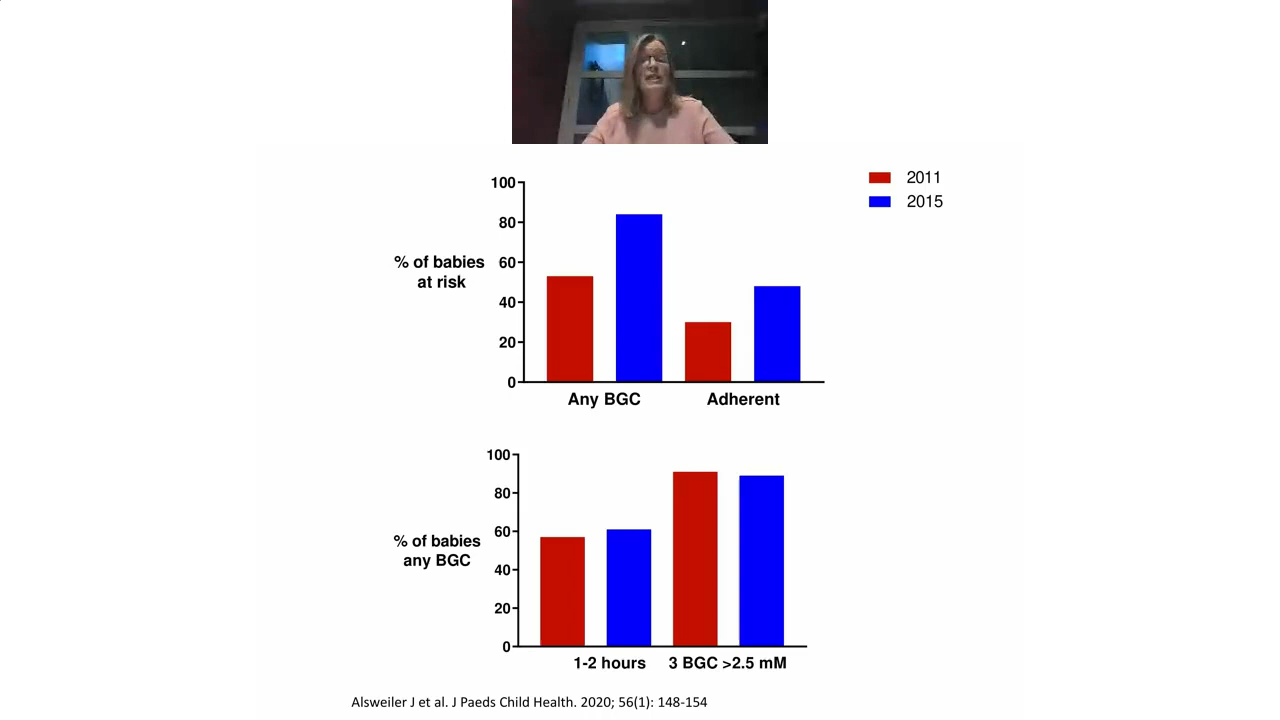 2011
2015
100
80
60
40
20
0
% of babies
at risk
Any BGC
Adherent
100
80
60
40
20
0
% of babies
any BGC
1-2 hours
3 BGC >2.5 mM
Alsweiler J et al. J Paeds Child Health. 2020; 56(1): 148-154